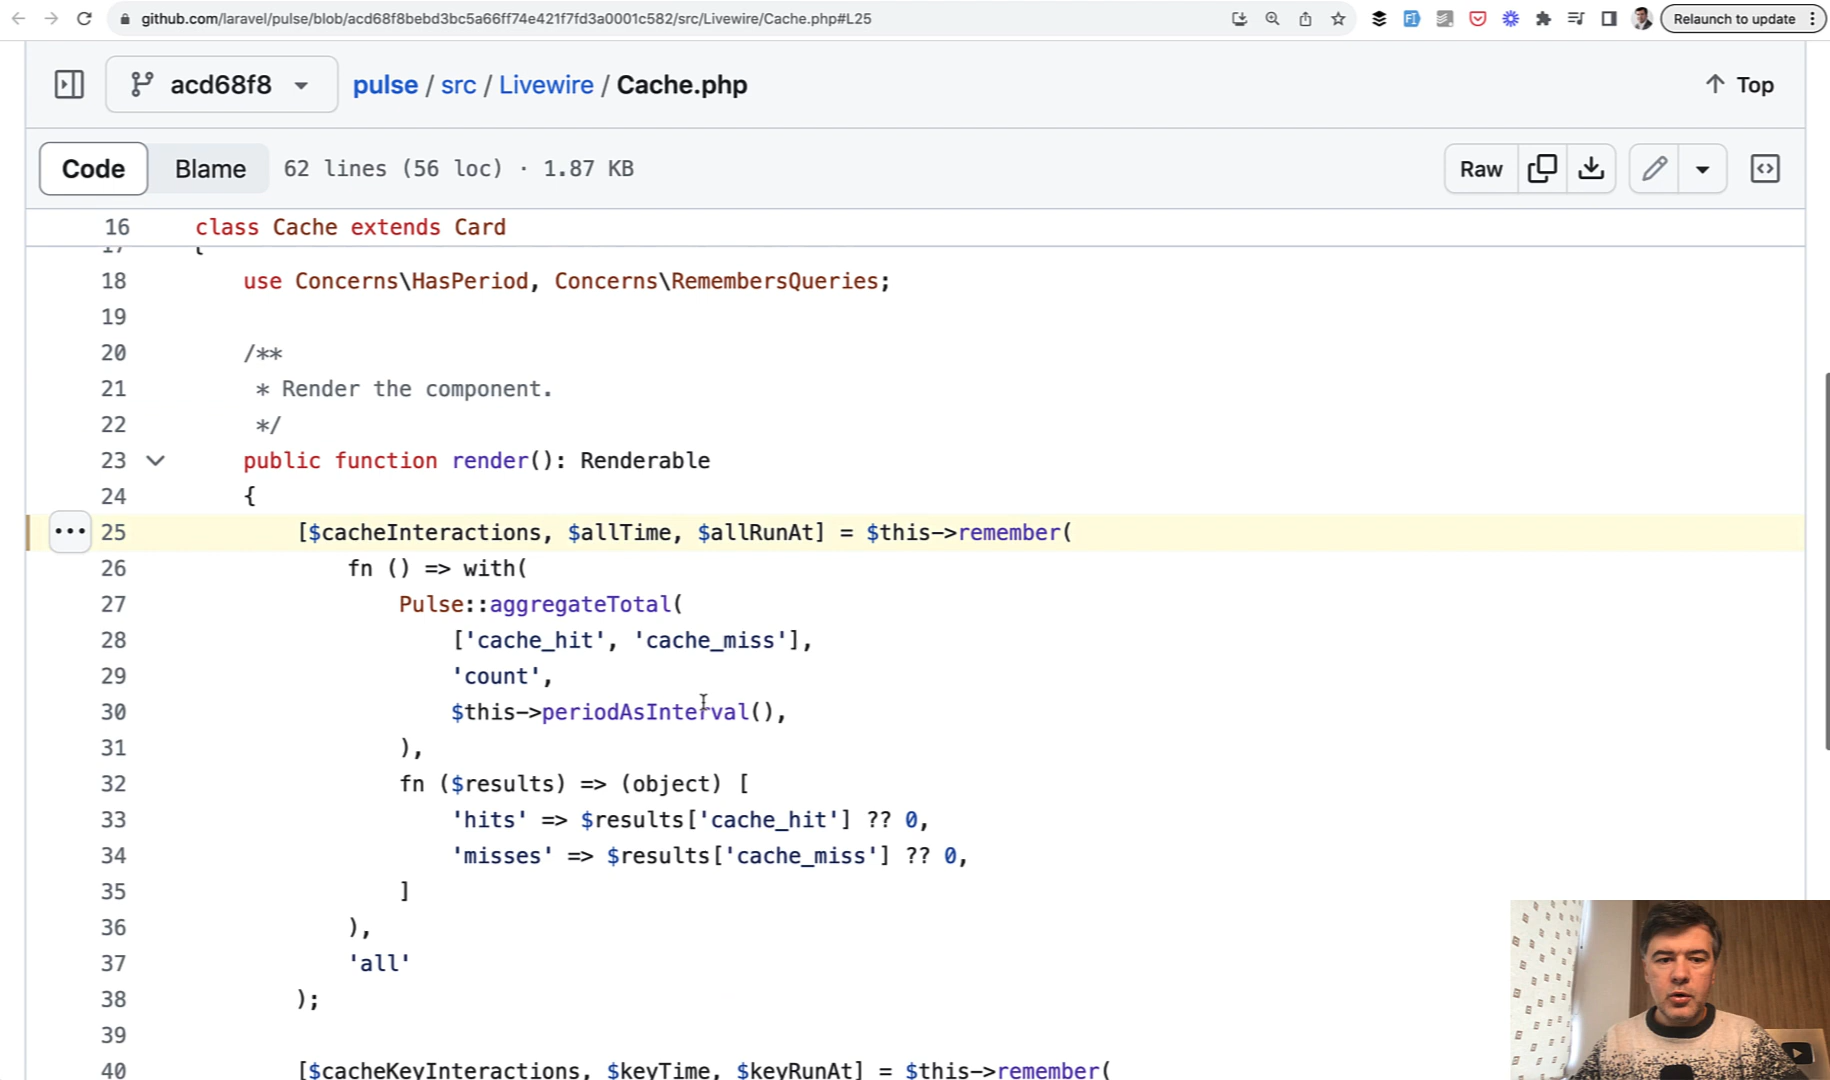 github.com/laravel/pulse/blob/acd68f8bebd3bc5a66ff74e421f7fd3a0001c582/src/Livewire/Cache.php#L25
Relaunch to update
acd68f8
pulse / src / Livewire / Cache.php
Top
Code
Blame
62 lines (56 loc) · 1.87 KB
Raw
16 class Cache extends Card
17 {
18 use Concerns\HasPeriod, Concerns\RemembersQueries;
19
20 /**
21 * Render the component.
22 */
23 public function render(): Renderable
24 {
25 [$cacheInteractions, $allTime, $allRunAt] = $this->remember(
26 fn () => with(
27 Pulse::aggregateTotal(
28 ['cache_hit', 'cache_miss'],
29 'count',
30 $this->periodAsInterval(),
31 ),
32 fn ($results) => (object) [
33 'hits' => $results['cache_hit'] ?? 0,
34 'misses' => $results['cache_miss'] ?? 0,
35 ]
36 ),
37 'all'
38 );
39
40 [$cacheKeyInteractions, $keyTime, $keyRunAt] = $this->remember(